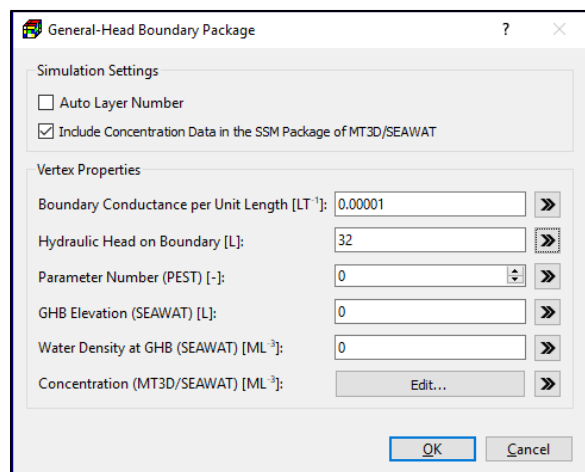 General-Head Boundary Package ?
Simulation Settings
Auto Layer Number
Include Concentration Data in the SSM Package of MT3D/SEAWAT
Vertex Properties
Boundary Conductance per Unit Length [LT⁻¹]: 0.00001
Hydraulic Head on Boundary [L]: 32
Parameter Number (PEST) [-]: 0
GHB Elevation (SEAWAT) [L]: 0
Water Density at GHB (SEAWAT) [ML⁻³]: 0
Concentration (MT3D/SEAWAT) [ML⁻³]: Edit...
OK Cancel